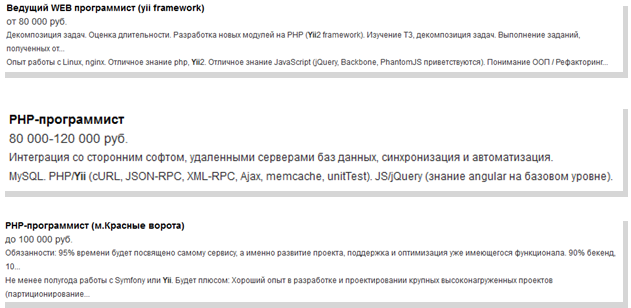 Ведущий WEB программист (yii framework)
от 80 000 руб.
Декомпозиция задач. Оценка длительности. Разработка новых модулей на PHP (Yii2 framework). Изучение ТЗ, декомпозиция задач. Выполнение заданий,
полученных от...
Опыт работы с Linux, nginx. Отличное знание php, Yii2. Отличное знание JavaScript (jQuery, Backbone, PhantomJS приветствуются). Понимание ООП / Рефакторинг...
PHP-программист
80 000-120 000 руб.
Интеграция со сторонним софтом, удаленными серверами баз данных, синхронизация и автоматизация.
MySQL. PHP/Yii (cURL, JSON-RPC, XML-RPC, Ajax, memcache, unitTest). JS/jQuery (знание angular на базовом уровне).
PHP-программист (м.Красные ворота)
до 100 000 руб.
Обязанности: 95% времени будет посвящено самому сервису, а именно развитие проекта, поддержка и оптимизация уже имеющегося функционала. 90% бекенд,
10...
Не менее полугода работы с Symfony или Yii. Будет плюсом: Хороший опыт в разработке и проектировании крупных высоконагруженных проектов
(партиционирование...